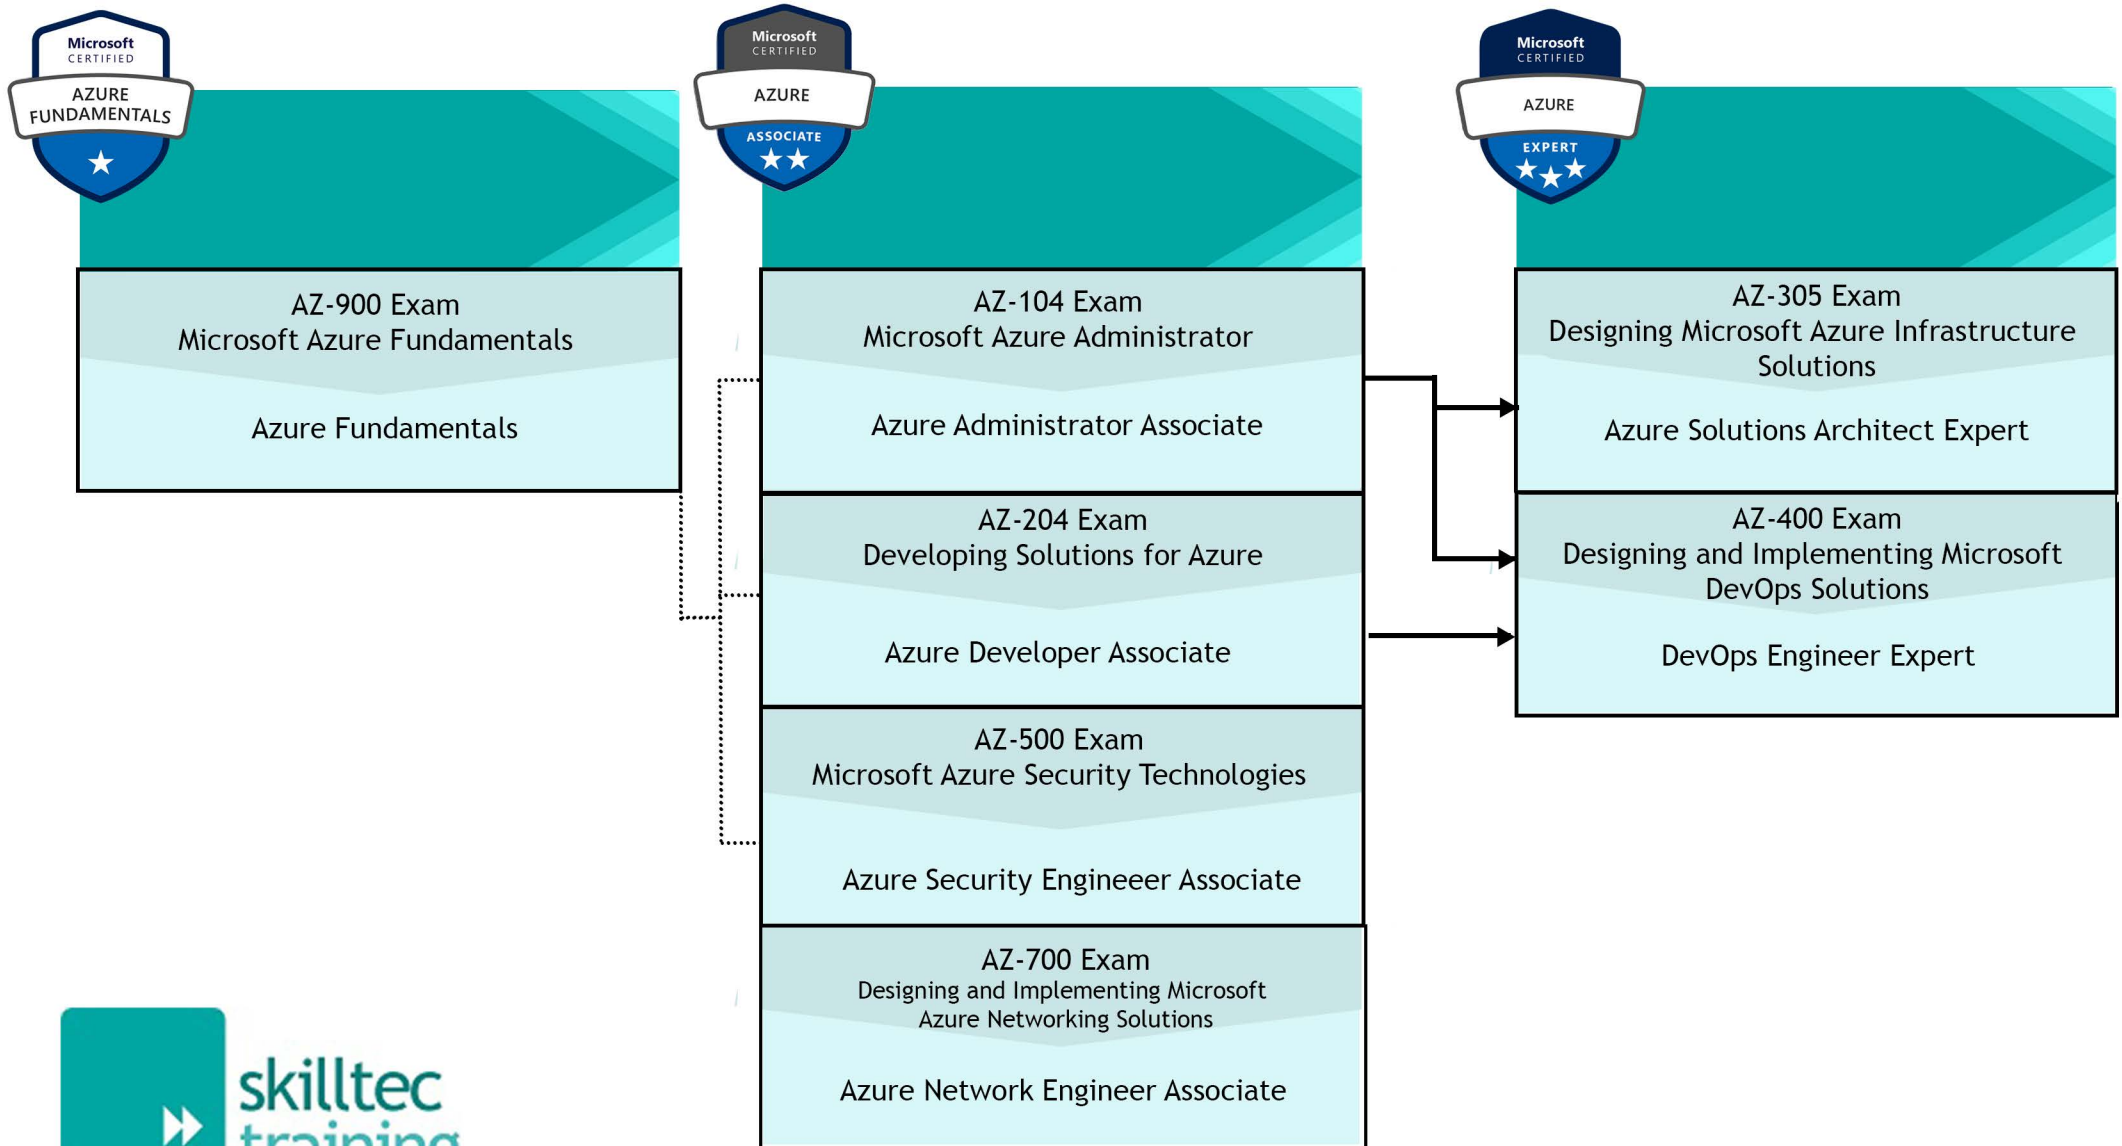 Microsoft
CERTIFIED
AZURE
FUNDAMENTALS
AZ-900 Exam
Microsoft Azure Fundamentals
Azure Fundamentals
Microsoft
CERTIFIED
AZURE
ASSOCIATE
AZ-104 Exam
Microsoft Azure Administrator
Azure Administrator Associate
AZ-204 Exam
Developing Solutions for Azure
Azure Developer Associate
AZ-500 Exam
Microsoft Azure Security Technologies
Azure Security Engineeer Associate
AZ-700 Exam
Designing and Implementing Microsoft
Azure Networking Solutions
Azure Network Engineer Associate
Microsoft
CERTIFIED
AZURE
EXPERT
AZ-305 Exam
Designing Microsoft Azure Infrastructure
Solutions
Azure Solutions Architect Expert
AZ-400 Exam
Designing and Implementing Microsoft
DevOps Solutions
DevOps Engineer Expert
skilltec
training